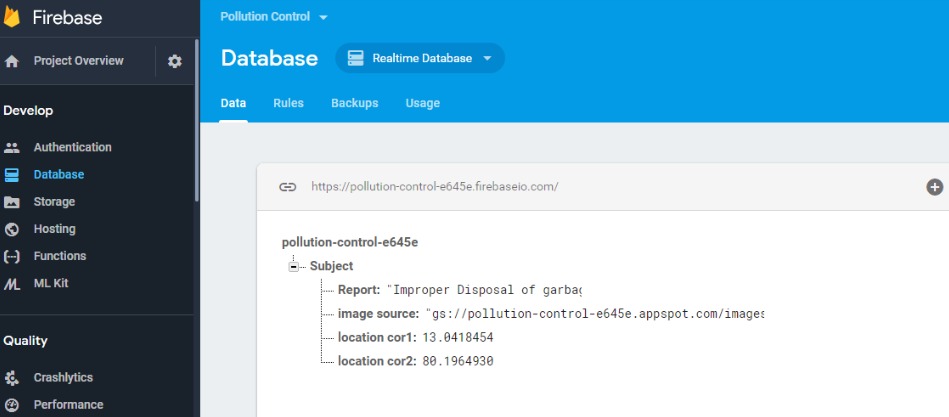 Firebase
Project Overview
Develop
Authentication
Database
Storage
Hosting
Functions
ML Kit
Quality
Crashlytics
Performance
Pollution Control
Database
Realtime Database
Data Rules Backups Usage
https://pollution-control-e645e.firebaseio.com/
pollution-control-e645e
Subject
Report: "Improper Disposal of garbag
image source: "gs://pollution-control-e645e.appspot.com/images
location cor1: 13.0418454
location cor2: 80.1964930